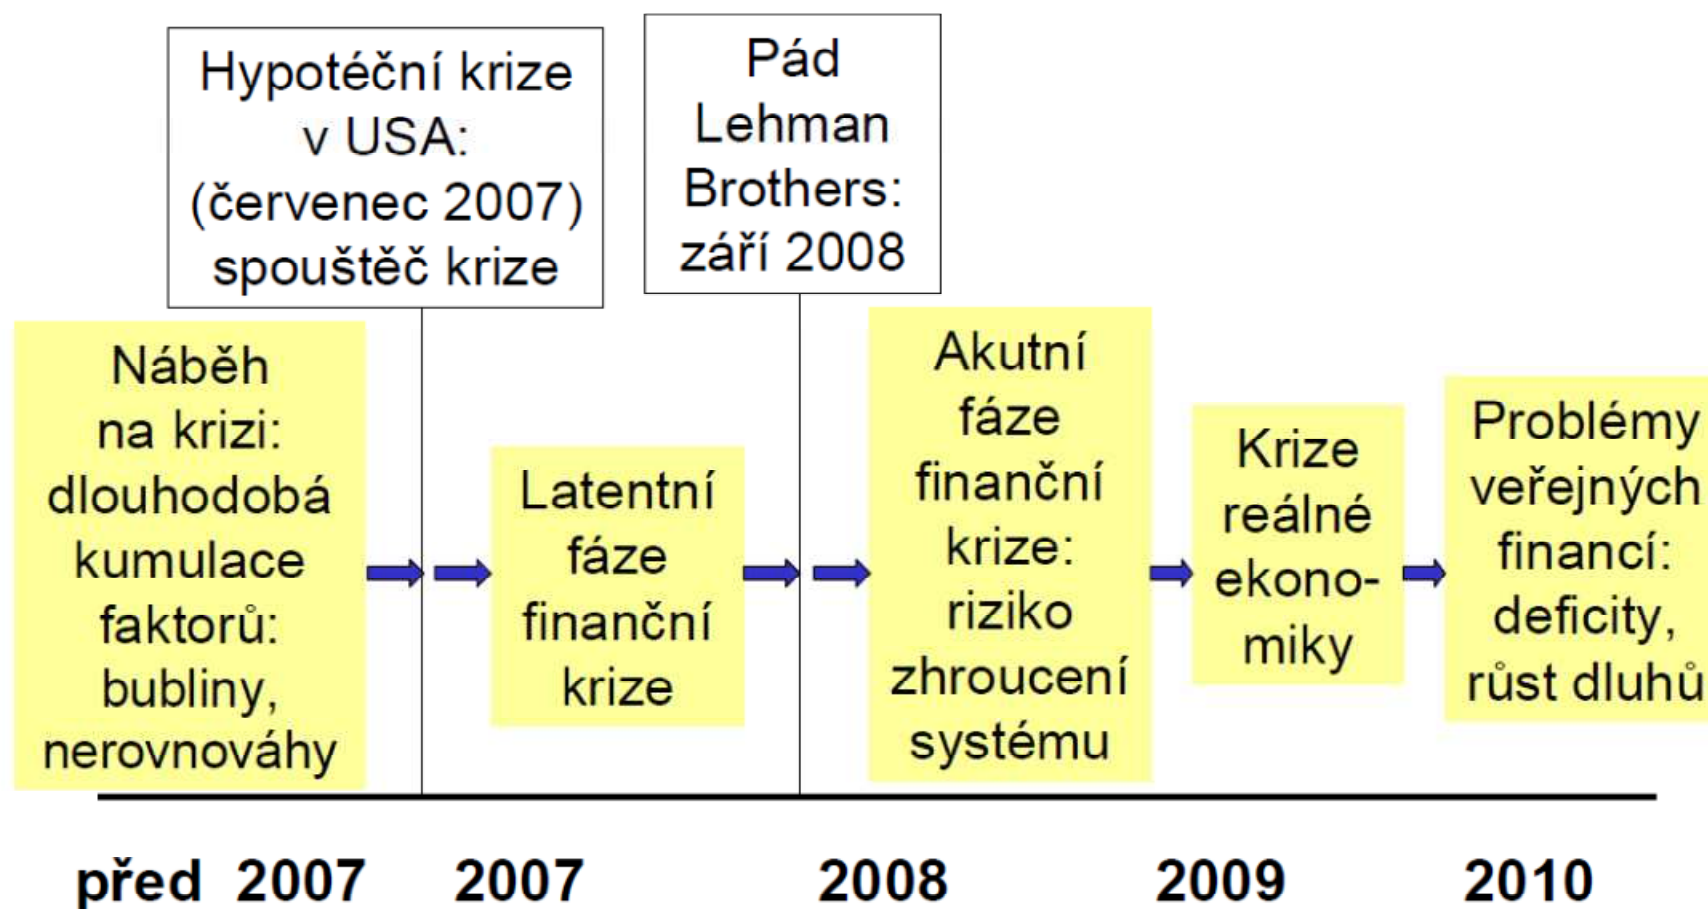 Hypotéční krize
v USA:
(červenec 2007)
spouštěč krize
Pád
Lehman
Brothers:
září 2008
Náběh
na krizi:
dlouhodobá
kumulace
faktorů:
bubliny,
nerovnováhy
Latentní
fáze
finanční
krize
Akutní
fáze
finanční
krize:
riziko
zhroucení
systému
Krize
reálné
ekono-
miky
Problémy
veřejných
financí:
deficity,
růst dluhů
před 2007 2007 2008 2009 2010